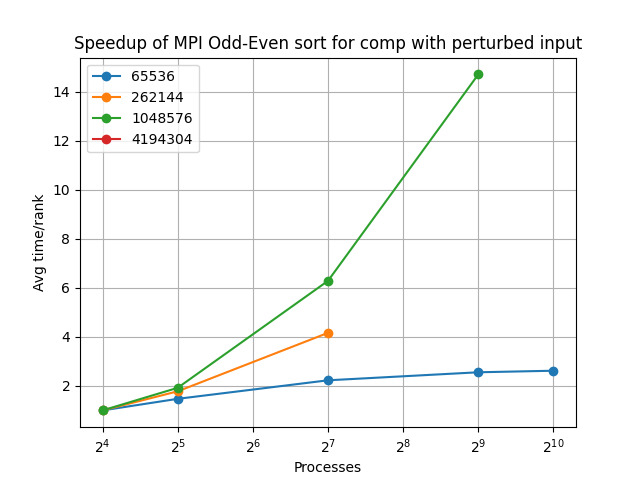 Speedup of MPI Odd-Even sort for comp with perturbed input
65536
262144
1048576
4194304
14
12
10
8
6
4
2
Avg time/rank
2^4 2^5 2^6 2^7 2^8 2^9 2^10
Processes